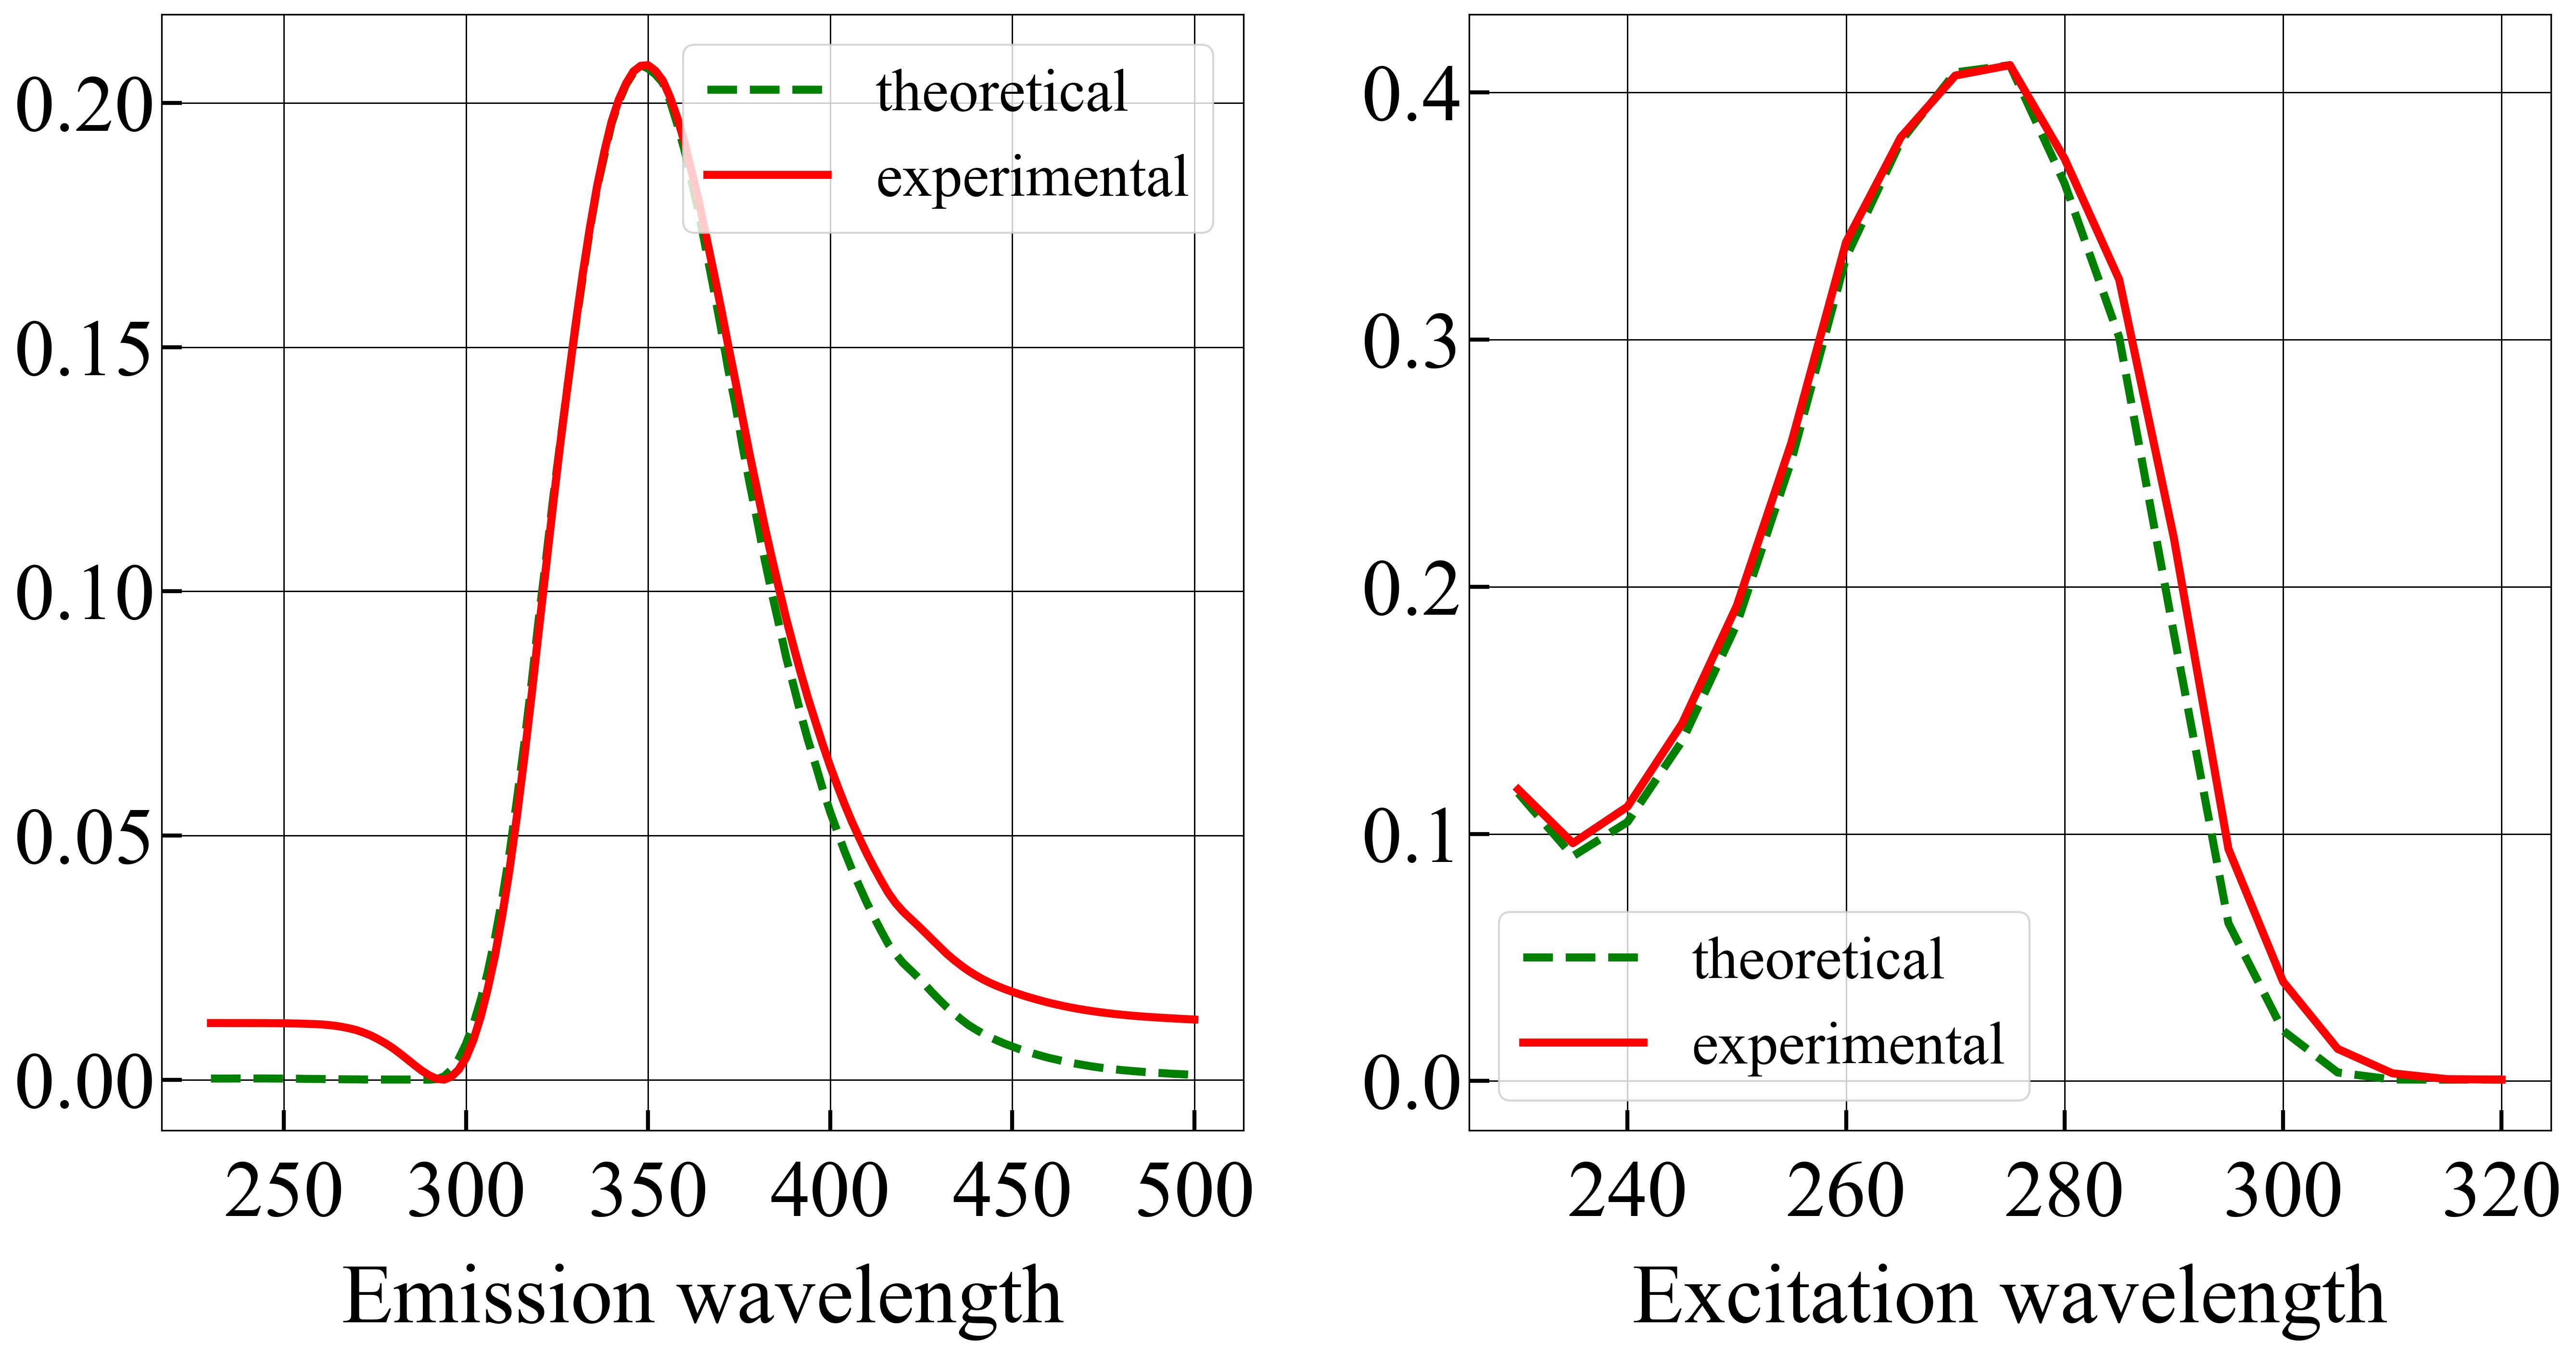 0.20
0.15
0.10
0.05
0.00
250 300 350 400 450 500
Emission wavelength
theoretical
experimental
0.4
0.3
0.2
0.1
0.0
240 260 280 300 320
Excitation wavelength
theoretical
experimental